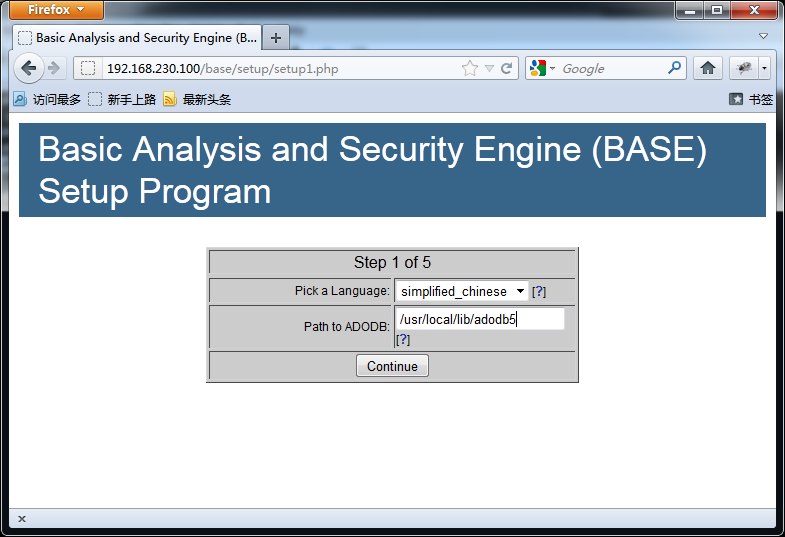 Firefox
Basic Analysis and Security Engine (B...
192.168.230.100/base/setup/setup1.php
Google
访问最多 新手上路 最新头条 书签
Basic Analysis and Security Engine (BASE)
Setup Program
Step 1 of 5
Pick a Language: simplified_chinese [?]
Path to ADODB: /usr/local/lib/adodb5
[?]
Continue
x